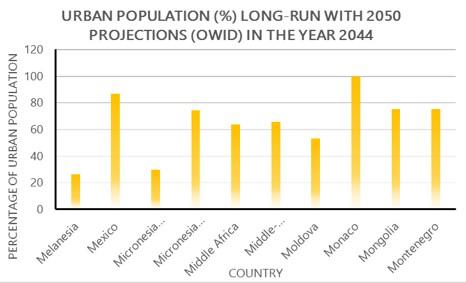 URBAN POPULATION (%) LONG-RUN WITH 2050
PROJECTIONS (OWID) IN THE YEAR 2044
PERCENTAGE OF URBAN POPULATION
120
100
80
60
40
20
0
Melanesia
Mexico
Micronesia…
Micronesia…
Middle Africa
Middle-…
Moldova
Monaco
Mongolia
Montenegro
COUNTRY